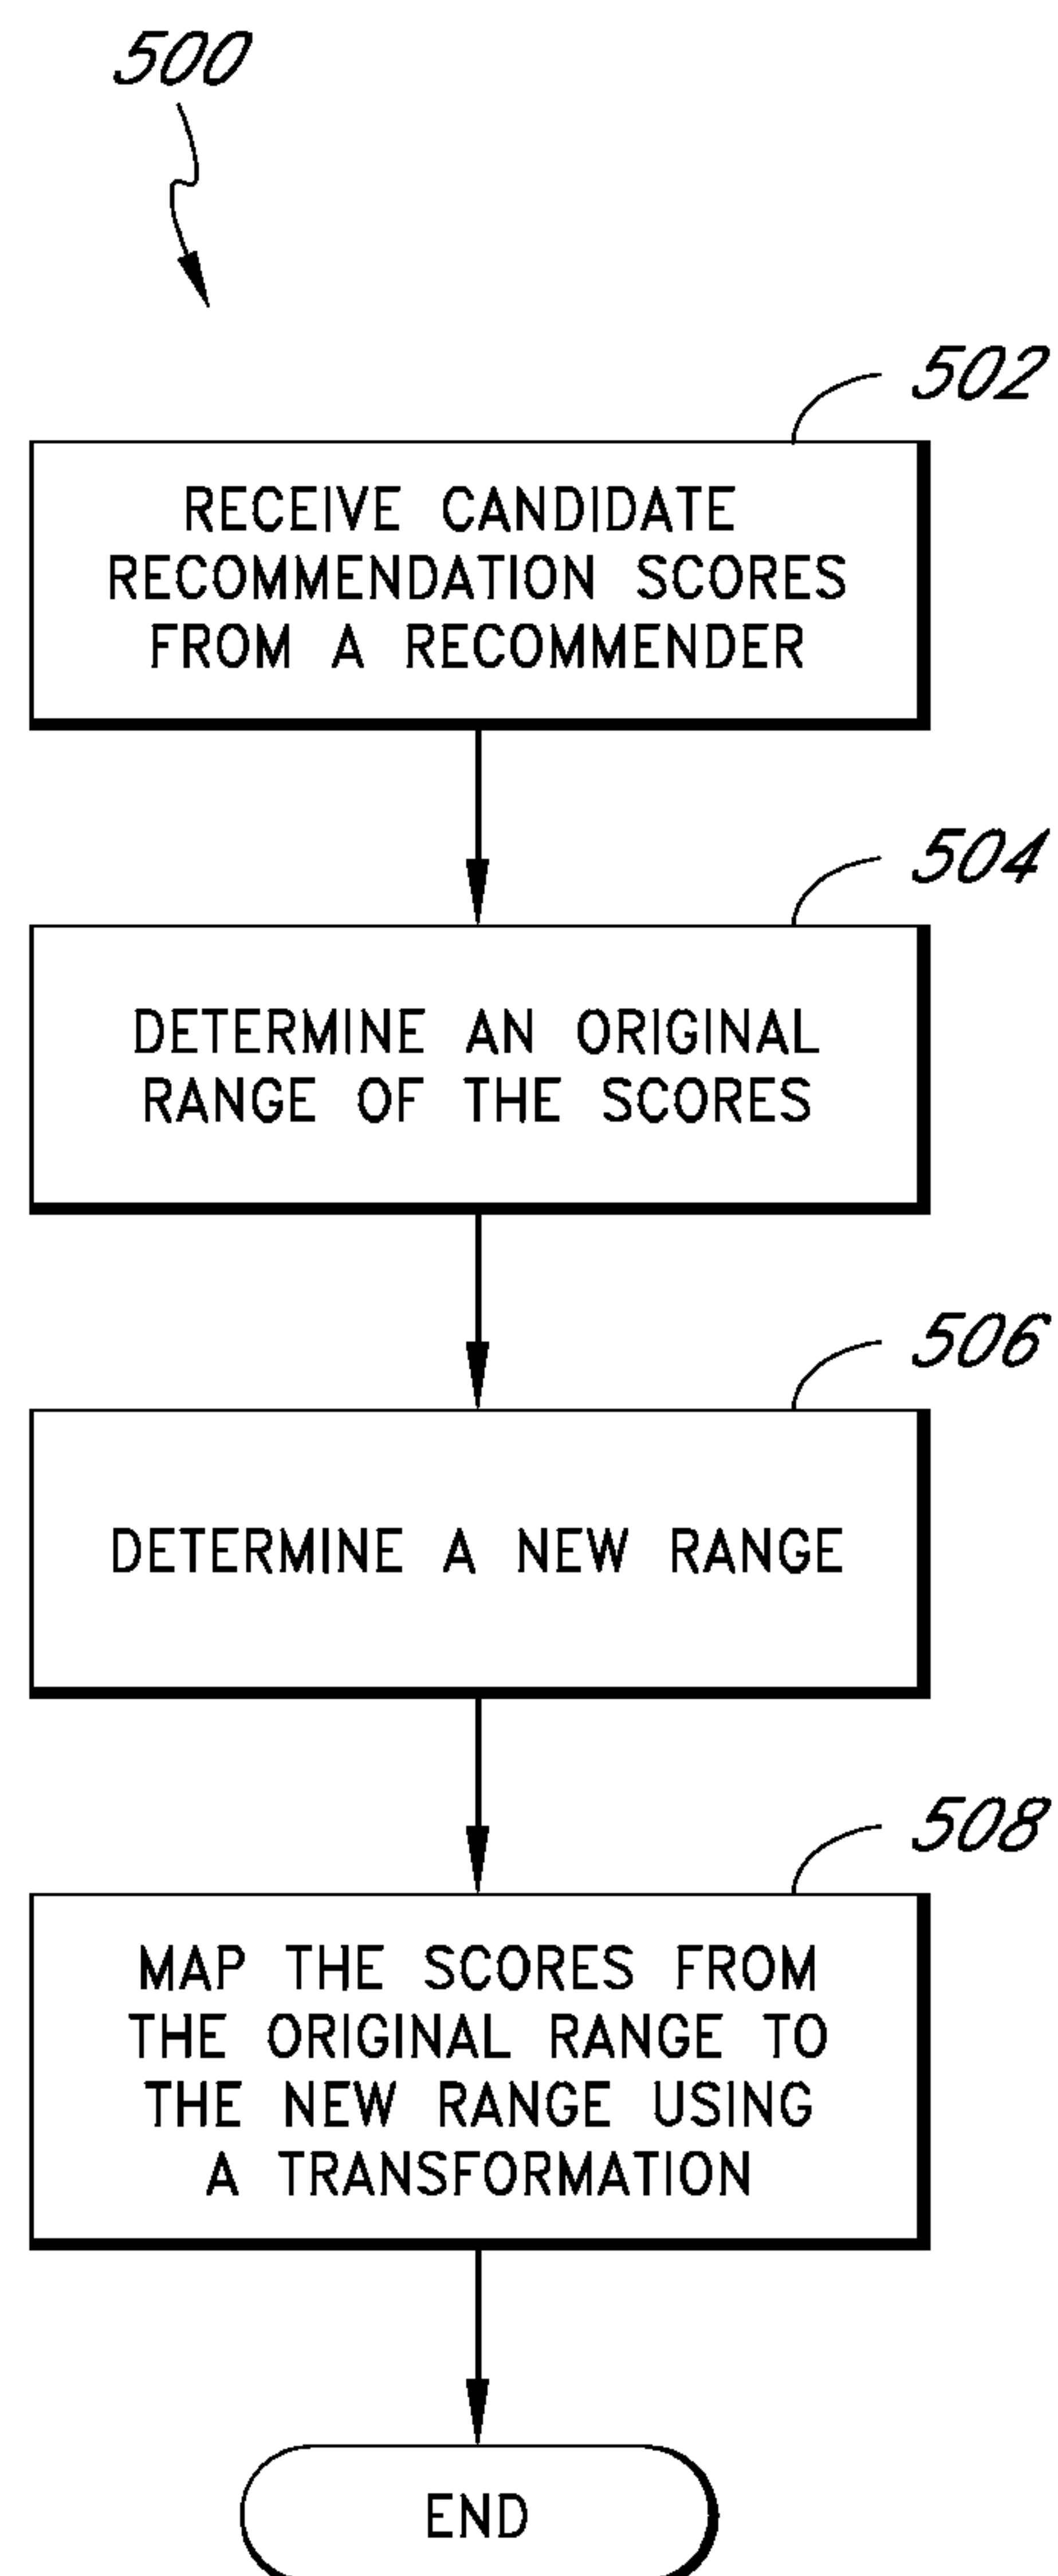 500
502
RECEIVE CANDIDATE
RECOMMENDATION SCORES
FROM A RECOMMENDER
504
DETERMINE AN ORIGINAL
RANGE OF THE SCORES
506
DETERMINE A NEW RANGE
508
MAP THE SCORES FROM
THE ORIGINAL RANGE TO
THE NEW RANGE USING
A TRANSFORMATION
END